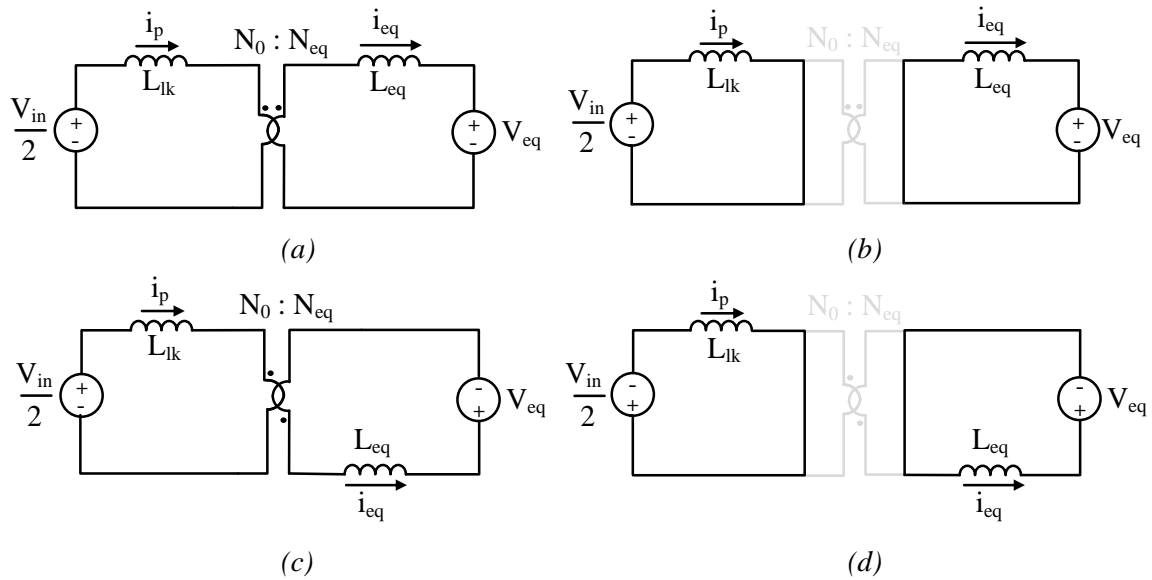 i_p
N_0 : N_eq
i_eq
L_lk
L_eq
V_in
2
+
-
+
-
V_eq
(a)
i_p
N_0 : N_eq
i_eq
L_lk
L_eq
V_in
2
+
-
+
-
V_eq
(b)
i_p
N_0 : N_eq
L_lk
V_in
2
+
-
-
+
V_eq
L_eq
i_eq
(c)
i_p
N_0 : N_eq
L_lk
V_in
2
-
+
-
+
V_eq
L_eq
i_eq
(d)